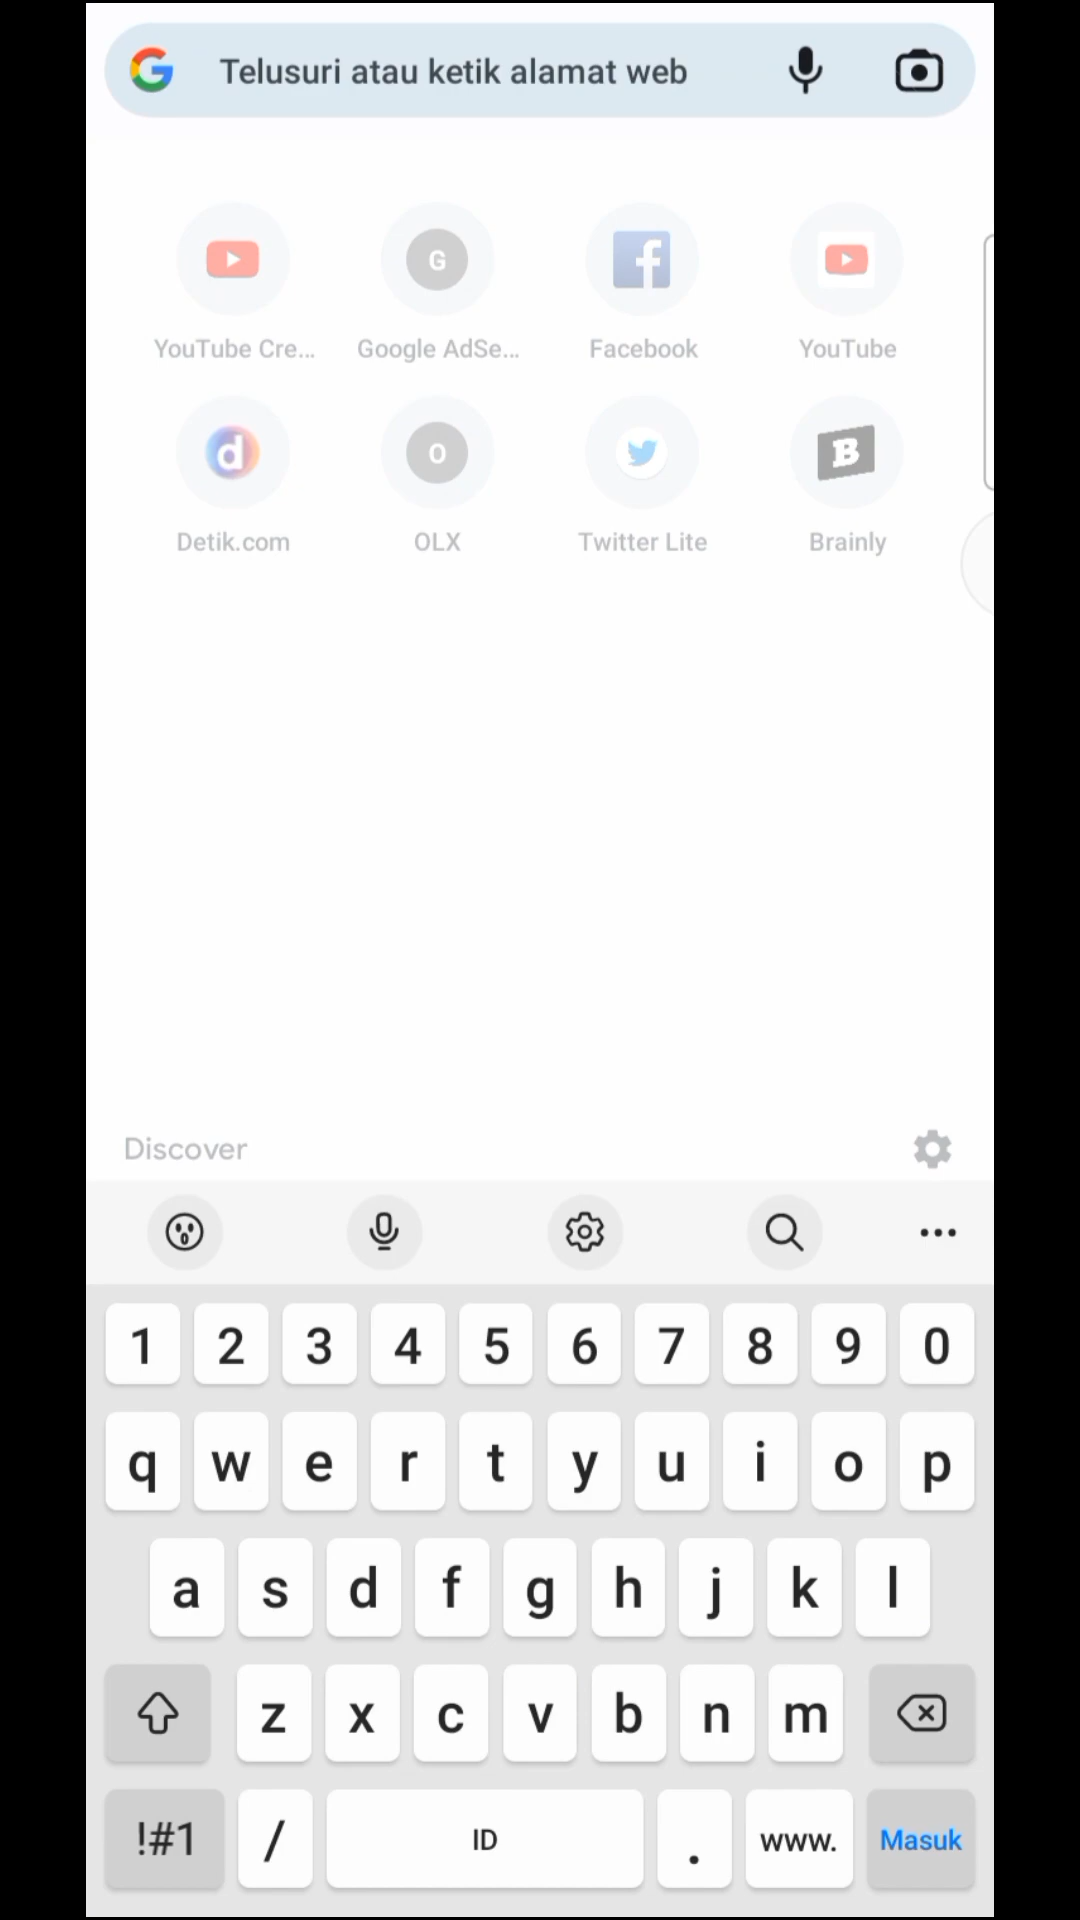 Telusuri atau ketik alamat web
G
YouTube Cre... Google AdSe... Facebook YouTube
d O B
Detik.com OLX Twitter Lite Brainly
Discover
1 2 3 4 5 6 7 8 9 0
q w e r t y u i o p
a s d f g h j k l
z x c v b n m
!#1 / ID . www. Masuk